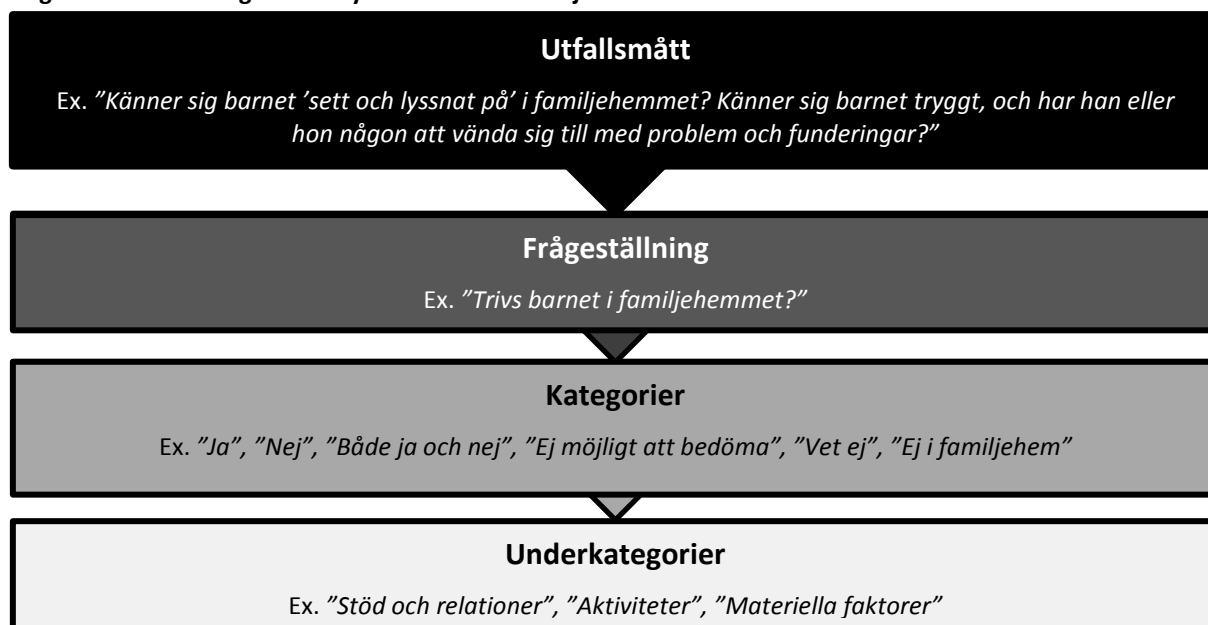 Utfallsmått
Ex. ”Känner sig barnet ’sett och lyssnat på’ i familjehemmet? Känner sig barnet tryggt, och har han eller
hon någon att vända sig till med problem och funderingar?”
Frågeställning
Ex. ”Trivs barnet i familjehemmet?”
Kategorier
Ex. ”Ja”, ”Nej”, ”Både ja och nej”, ”Ej möjligt att bedöma”, ”Vet ej”, ”Ej i familjehem”
Underkategorier
Ex. ”Stöd och relationer”, ”Aktiviteter”, ”Materiella faktorer”